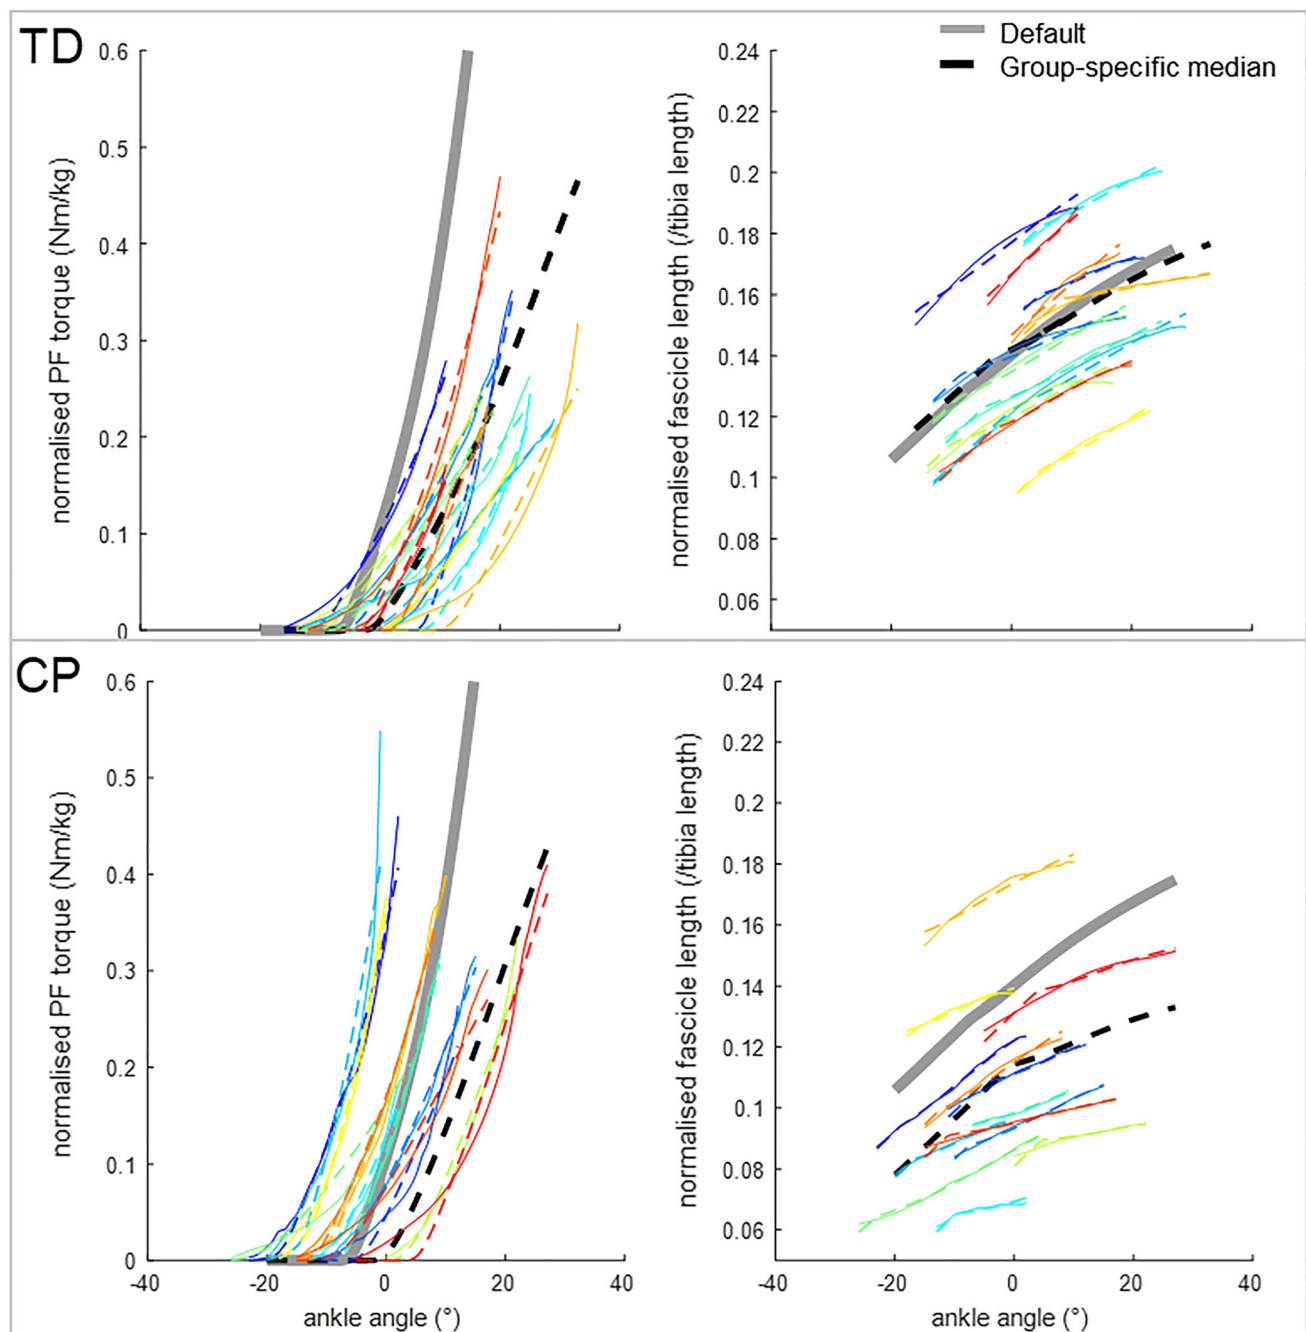 TD
normalised PF torque (Nm/kg)
0.6
0.5
0.4
0.3
0.2
0.1
0
normalised fascicle length (/tibia length)
0.24
0.22
0.2
0.18
0.16
0.14
0.12
0.1
0.08
0.06
Default
Group-specific median
CP
normalised PF torque (Nm/kg)
0.6
0.5
0.4
0.3
0.2
0.1
0
-40 -20 0 20 40
ankle angle (°)
normalised fascicle length (/tibia length)
0.24
0.22
0.2
0.18
0.16
0.14
0.12
0.1
0.08
0.06
-40 -20 0 20 40
ankle angle (°)